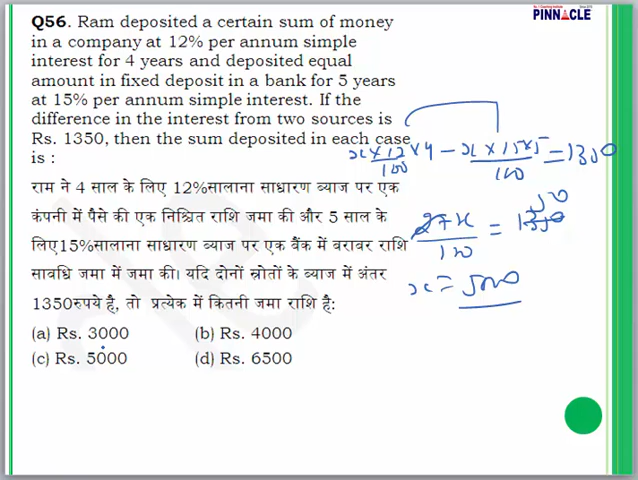 PINNACLE
Q56. Ram deposited a certain sum of money
in a company at 12% per annum simple
interest for 4 years and deposited equal
amount in fixed deposit in a bank for 5 years
at 15% per annum simple interest. If the
difference in the interest from two sources is
Rs. 1350, then the sum deposited in each case
is :
x × 12 × 4 / 100 − x × 15 × 5 / 100 = 1350
राम ने 4 साल के लिए 12%सालाना साधारण ब्याज पर एक
कंपनी में पैसे की एक निश्चित राशि जमा की और 5 साल के
लिए15%सालाना साधारण ब्याज पर एक बैंक में बराबर राशि
सावधि जमा में जमा की। यदि दोनों स्रोतों के ब्याज में अंतर
1350रुपये है, तो प्रत्येक में कितनी जमा राशि है:
50
27x / 100 = 1350
x = 5000
(a) Rs. 3000 (b) Rs. 4000
(c) Rs. 5000 (d) Rs. 6500